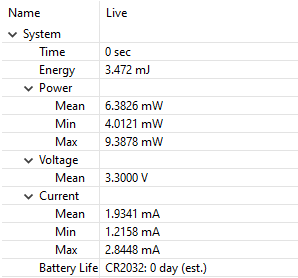 Name Live
System
Time 0 sec
Energy 3.472 mJ
Power
Mean 6.3826 mW
Min 4.0121 mW
Max 9.3878 mW
Voltage
Mean 3.3000 V
Current
Mean 1.9341 mA
Min 1.2158 mA
Max 2.8448 mA
Battery Life CR2032: 0 day (est.)